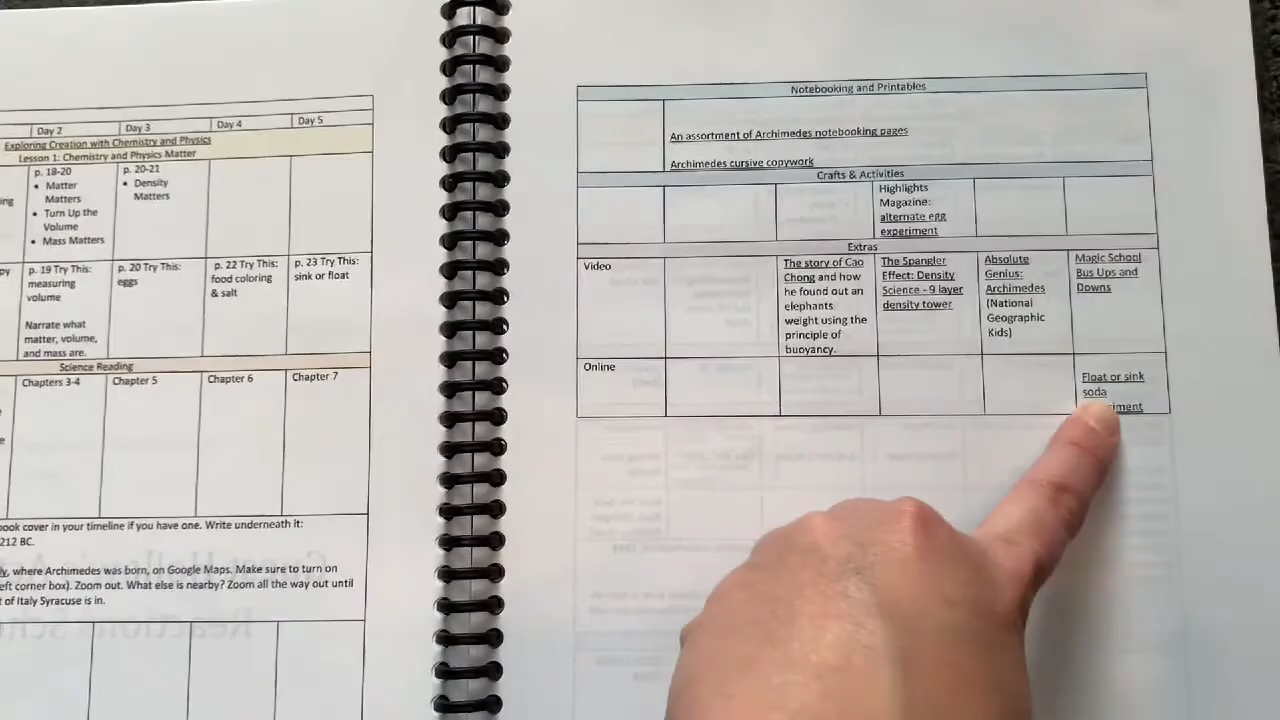 Day 2 Day 3 Day 4 Day 5
Exploring Creation with Chemistry and Physics
Lesson 1: Chemistry and Physics Matter
p. 18-20
• Matter
Matters
• Turn Up the
Volume
• Mass Matters
p. 20-21
• Density
Matters
p. 19 Try This:
measuring
volume
Narrate what
matter, volume,
and mass are.
p. 20 Try This:
eggs
p. 22 Try This:
food coloring
& salt
p. 23 Try This:
sink or float
Science Reading
Chapters 3-4
Chapter 5
Chapter 6
Chapter 7
book cover in your timeline if you have one. Write underneath it:
212 BC.
where Archimedes was born, on Google Maps. Make sure to turn on
left corner box). Zoom out. What else is nearby? Zoom all the way out until
of Italy Syracuse is in.
Notebooking and Printables
An assortment of Archimedes notebooking pages
Archimedes cursive copywork
Crafts & Activities
Highlights
Magazine:
alternate egg
experiment
Extras
Video
The story of Cao
Chong and how
he found out an
elephants
weight using the
principle of
buoyancy.
The Spangler
Effect: Density
Science - 9 layer
density tower
Absolute
Genius:
Archimedes
(National
Geographic
Kids)
Magic School
Bus Ups and
Downs
Online
Float or sink
soda